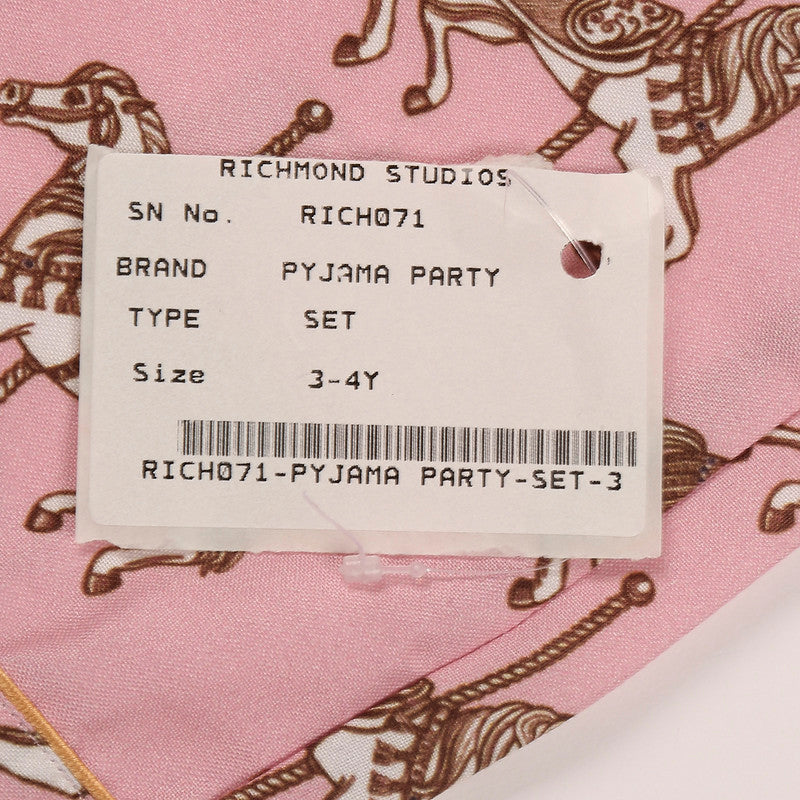 RICHMOND STUDIOS
SN No. RICH071
BRAND PYJAMA PARTY
TYPE SET
Size 3-4Y
RICH071-PYJAMA PARTY-SET-3